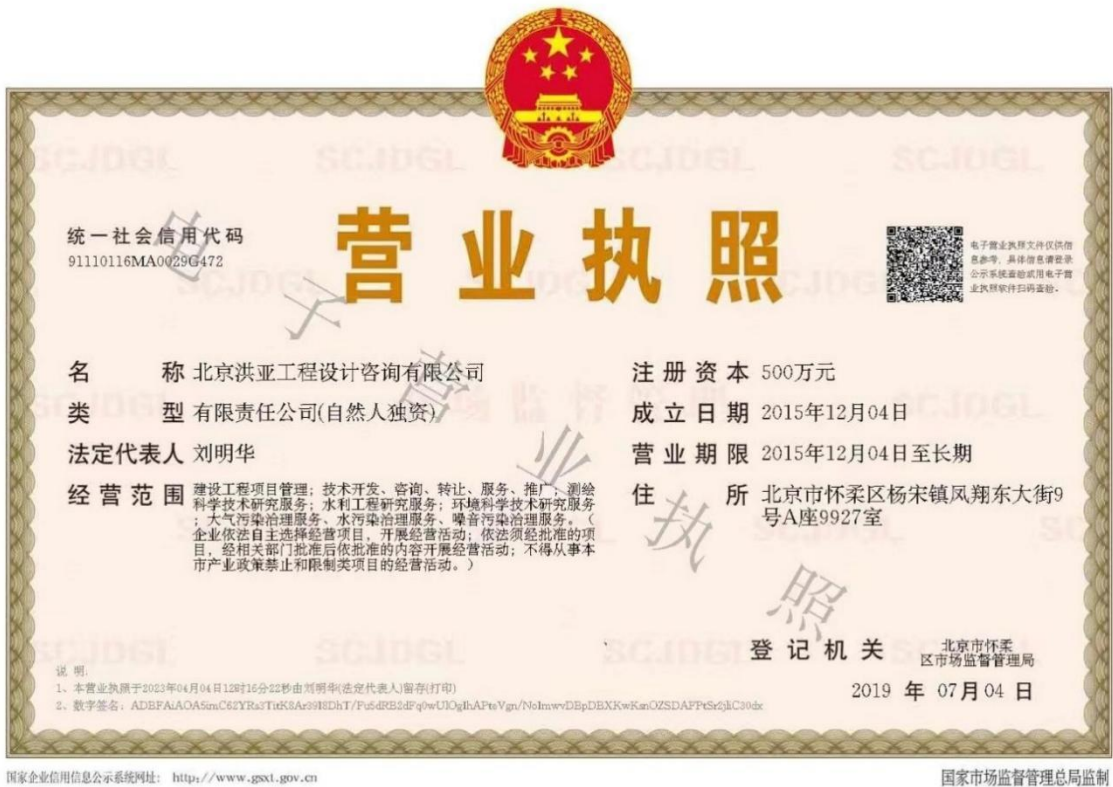 营业执照
统一社会信用代码
91110116MA0029G472
电子营业执照文件仅供信
息参考，具体信息请登录
公示系统查验或用电子营
业执照软件扫码查验。
名称 北京洪亚工程设计咨询有限公司
类型 有限责任公司(自然人独资)
法定代表人 刘明华
经营范围 建设工程项目管理；技术开发、咨询、转让、服务、推广；测绘
科学技术研究服务；水利工程研究服务；环境科学技术研究服务
；大气污染治理服务、水污染治理服务、噪音污染治理服务。（
企业依法自主选择经营项目，开展经营活动；依法须经批准的项
目，经相关部门批准后依批准的内容开展经营活动；不得从事本
市产业政策禁止和限制类项目的经营活动。）
注册资本 500万元
成立日期 2015年12月04日
营业期限 2015年12月04日至长期
住所 北京市怀柔区杨宋镇凤翔东大街9
号A座9927室
电子营业执照
登记机关 北京市怀柔
区市场监督管理局
2019 年 07月 04 日
说明:
1、本营业执照于2023年04月04日12时16分22秒由刘明华(法定代表人)留存(打印)
2、数字签名：
国家企业信用信息公示系统网址： http://www.gsxt.gov.cn
国家市场监督管理总局监制
SCJDGL